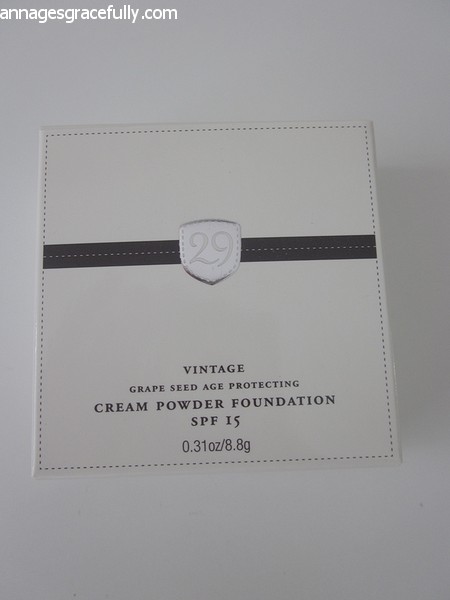 annagesgracefully.com
29
VINTAGE
GRAPE SEED AGE PROTECTING
CREAM POWDER FOUNDATION
SPF 15
0.31oz/8.8g